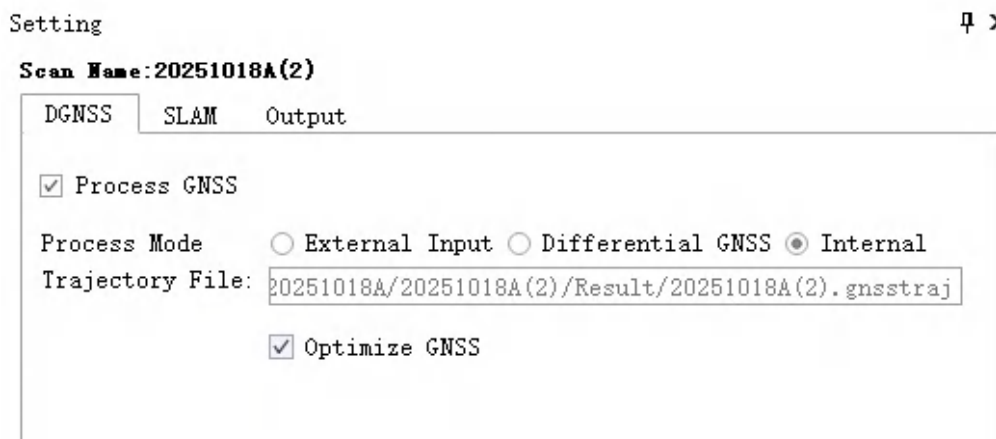 Setting
Scan Name:20251018A(2)
DGNSS SLAM Output
Process GNSS
Process Mode External Input Differential GNSS Internal
Trajectory File: 20251018A/20251018A(2)/Result/20251018A(2).gnsstraj
Optimize GNSS